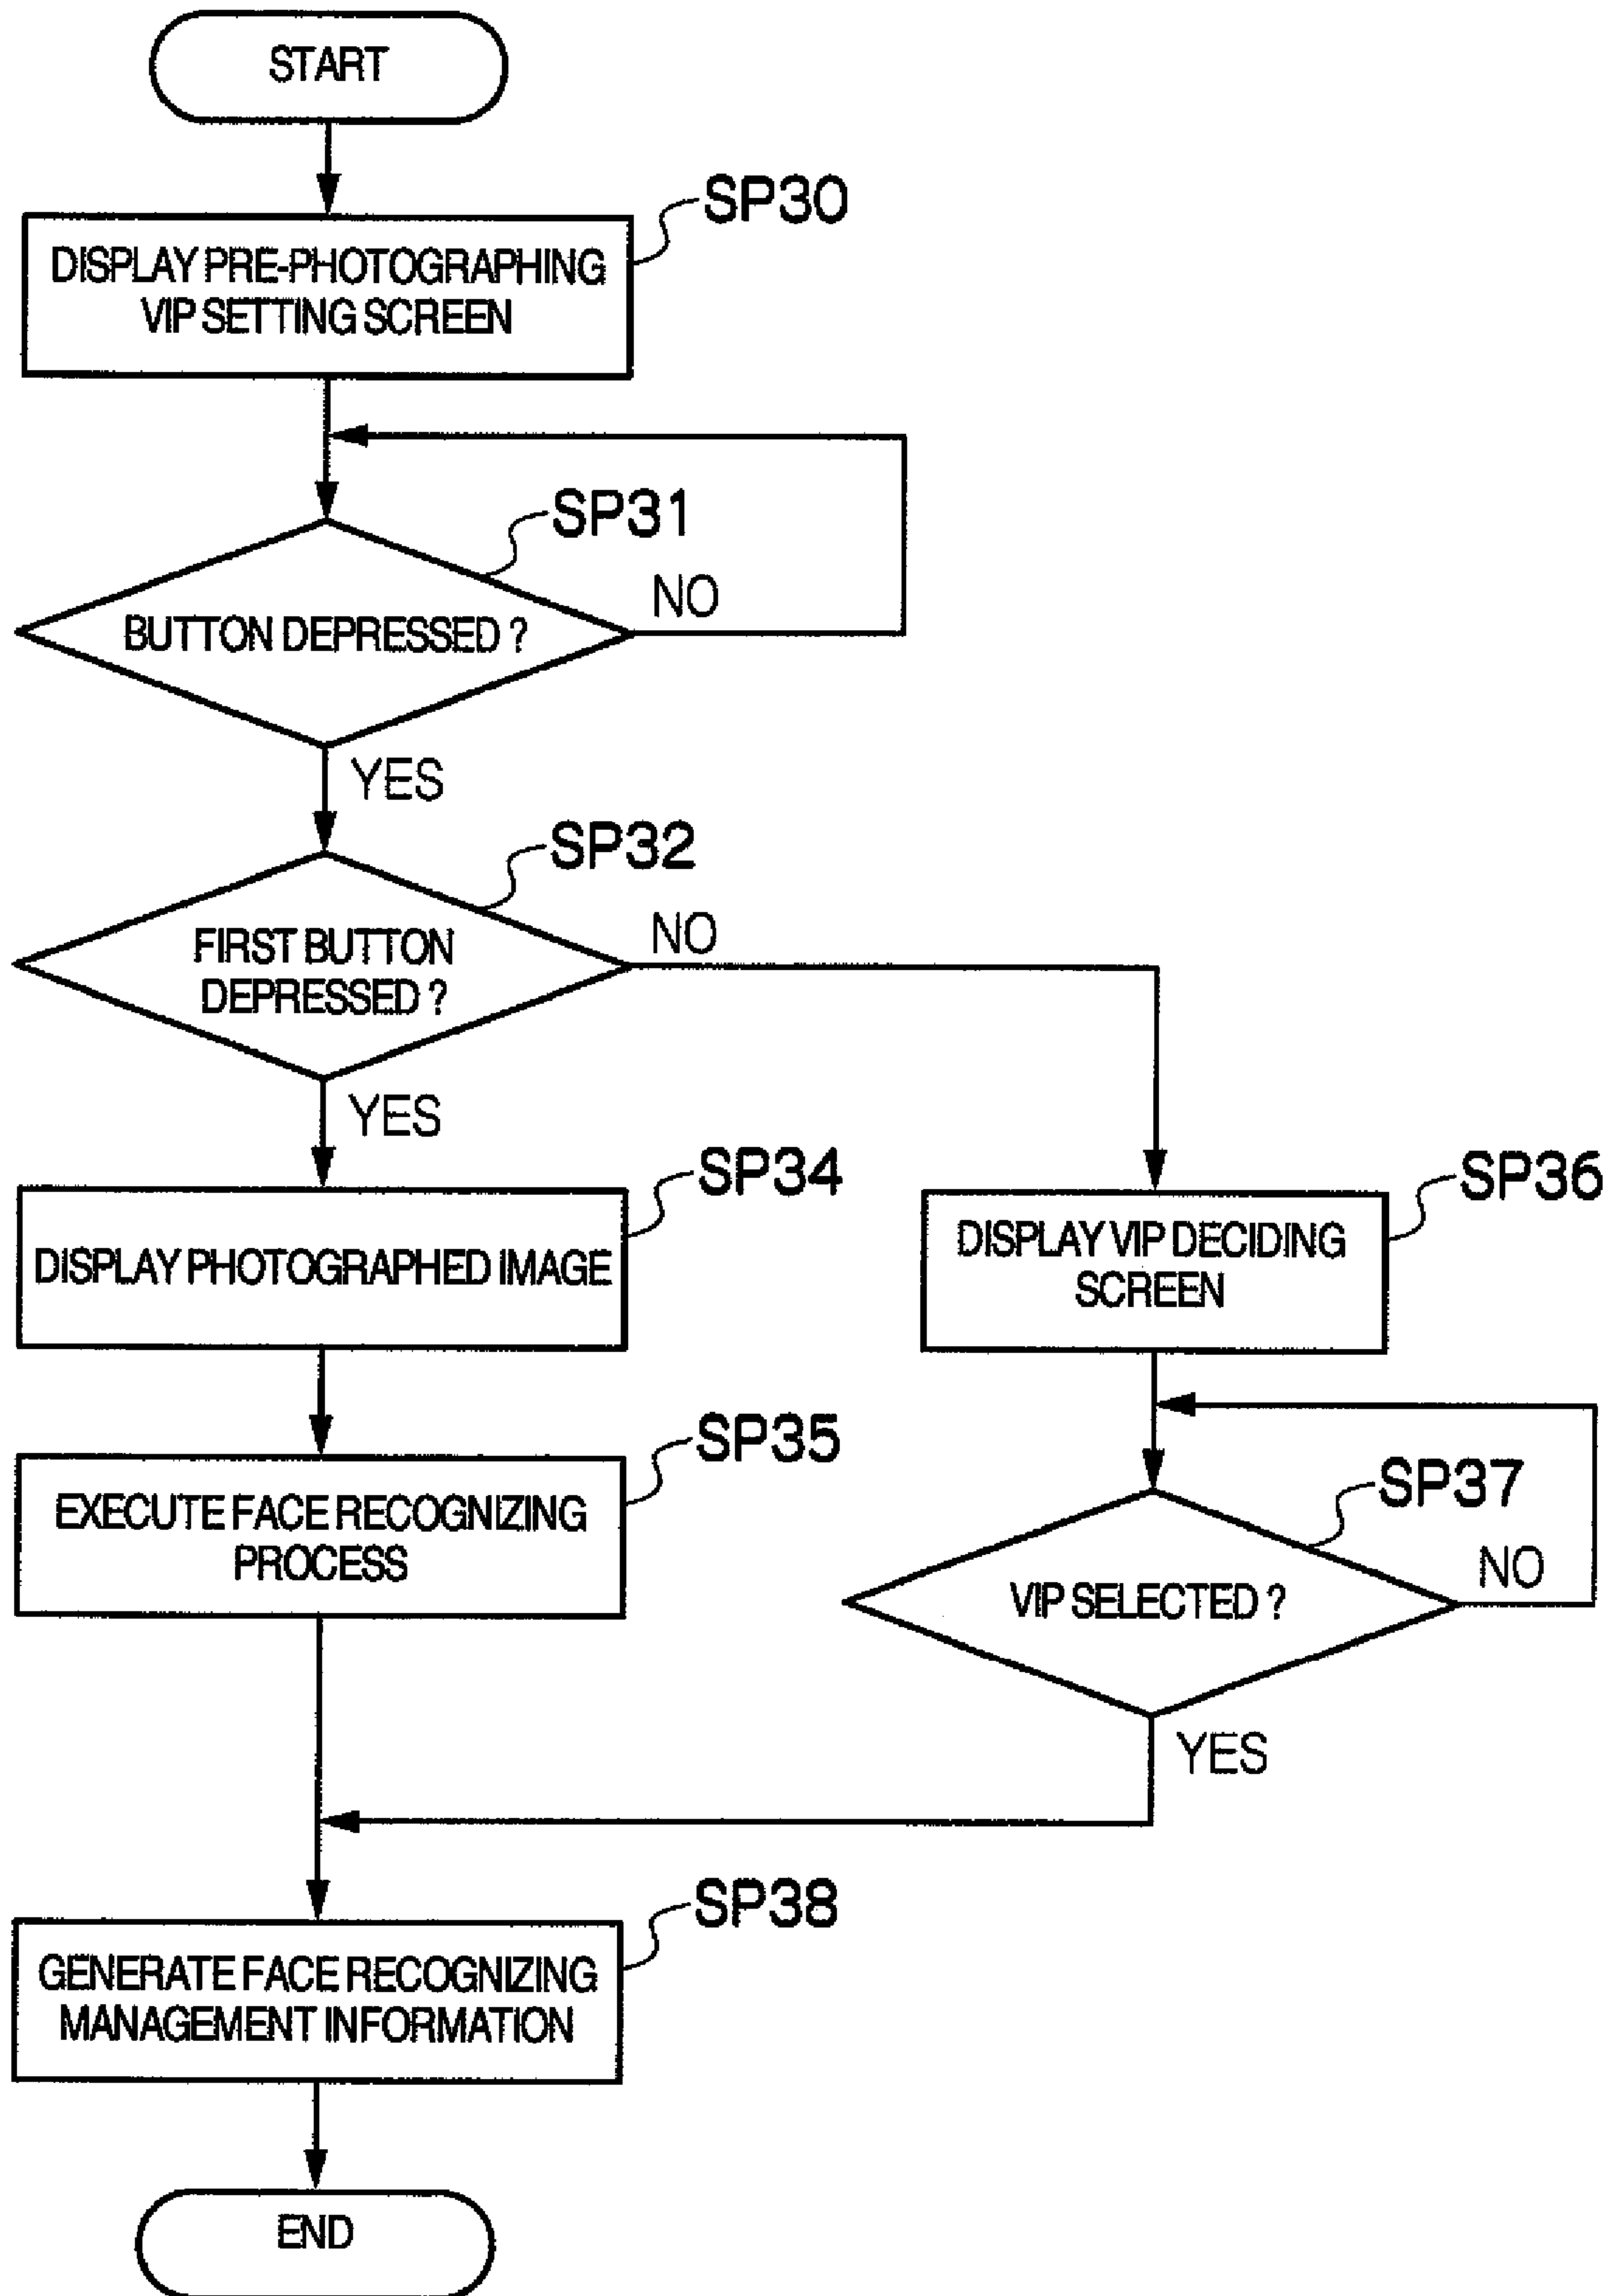 START
SP30
DISPLAY PRE-PHOTOGRAPHING
VIP SETTING SCREEN
SP31
BUTTON DEPRESSED ?
NO
YES
SP32
FIRST BUTTON
DEPRESSED ?
NO
YES
SP34
DISPLAY PHOTOGRAPHED IMAGE
SP36
DISPLAY VIP DECIDING
SCREEN
SP35
EXECUTE FACE RECOGNIZING
PROCESS
SP37
VIP SELECTED ?
NO
YES
SP38
GENERATE FACE RECOGNIZING
MANAGEMENT INFORMATION
END